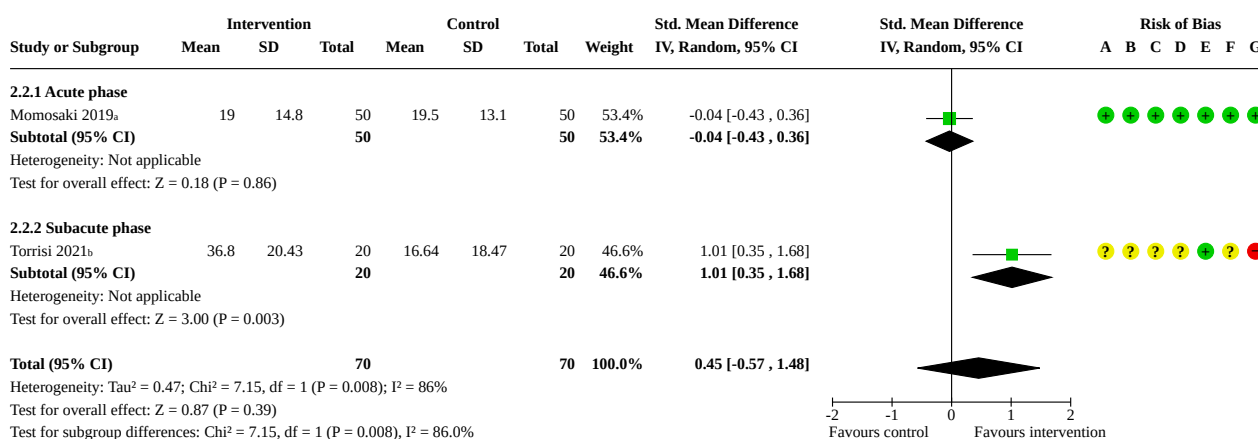 Intervention Control Std. Mean Difference Std. Mean Difference Risk of Bias
Study or Subgroup Mean SD Total Mean SD Total Weight IV, Random, 95% CI IV, Random, 95% CI A B C D E F G
2.2.1 Acute phase
Momosaki 2019a 19 14.8 50 19.5 13.1 50 53.4% -0.04 [-0.43 , 0.36] + + + + + + +
Subtotal (95% CI) 50 50 53.4% -0.04 [-0.43 , 0.36]
Heterogeneity: Not applicable
Test for overall effect: Z = 0.18 (P = 0.86)
2.2.2 Subacute phase
Torrisi 2021b 36.8 20.43 20 16.64 18.47 20 46.6% 1.01 [0.35 , 1.68] ? ? ? ? + ? −
Subtotal (95% CI) 20 20 46.6% 1.01 [0.35 , 1.68]
Heterogeneity: Not applicable
Test for overall effect: Z = 3.00 (P = 0.003)
Total (95% CI) 70 70 100.0% 0.45 [-0.57 , 1.48]
Heterogeneity: Tau² = 0.47; Chi² = 7.15, df = 1 (P = 0.008); I² = 86%
Test for overall effect: Z = 0.87 (P = 0.39)
-2 -1 0 1 2
Test for subgroup differences: Chi² = 7.15, df = 1 (P = 0.008), I² = 86.0% Favours control Favours intervention